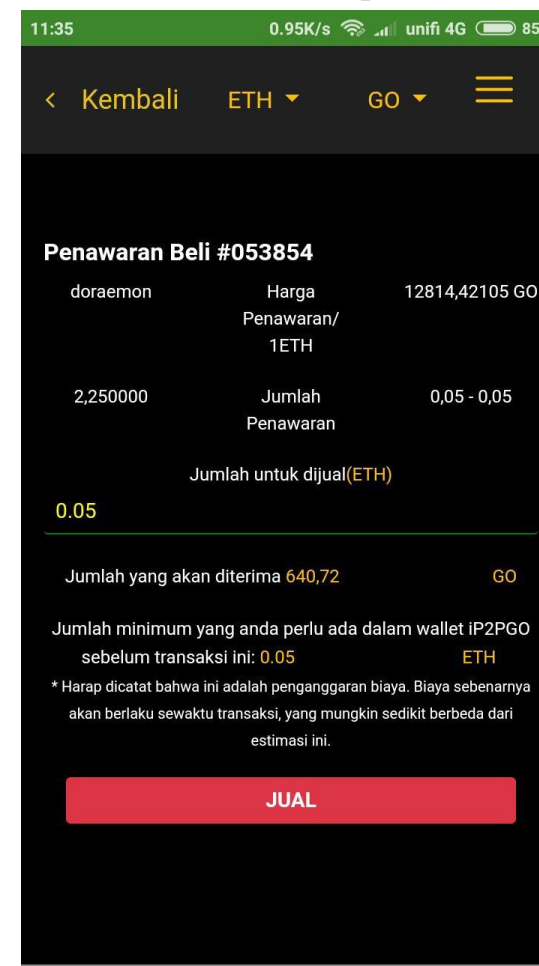 11:35 0.95K/s unifi 4G 85
< Kembali ETH GO
Penawaran Beli #053854
doraemon Harga Penawaran/ 1ETH 12814,42105 GO
2,250000 Jumlah Penawaran 0,05 - 0,05
Jumlah untuk dijual(ETH)
0.05
Jumlah yang akan diterima 640,72 GO
Jumlah minimum yang anda perlu ada dalam wallet iP2PGO
sebelum transaksi ini: 0.05 ETH
* Harap dicatat bahwa ini adalah penganggaran biaya. Biaya sebenarnya
akan berlaku sewaktu transaksi, yang mungkin sedikit berbeda dari
estimasi ini.
JUAL